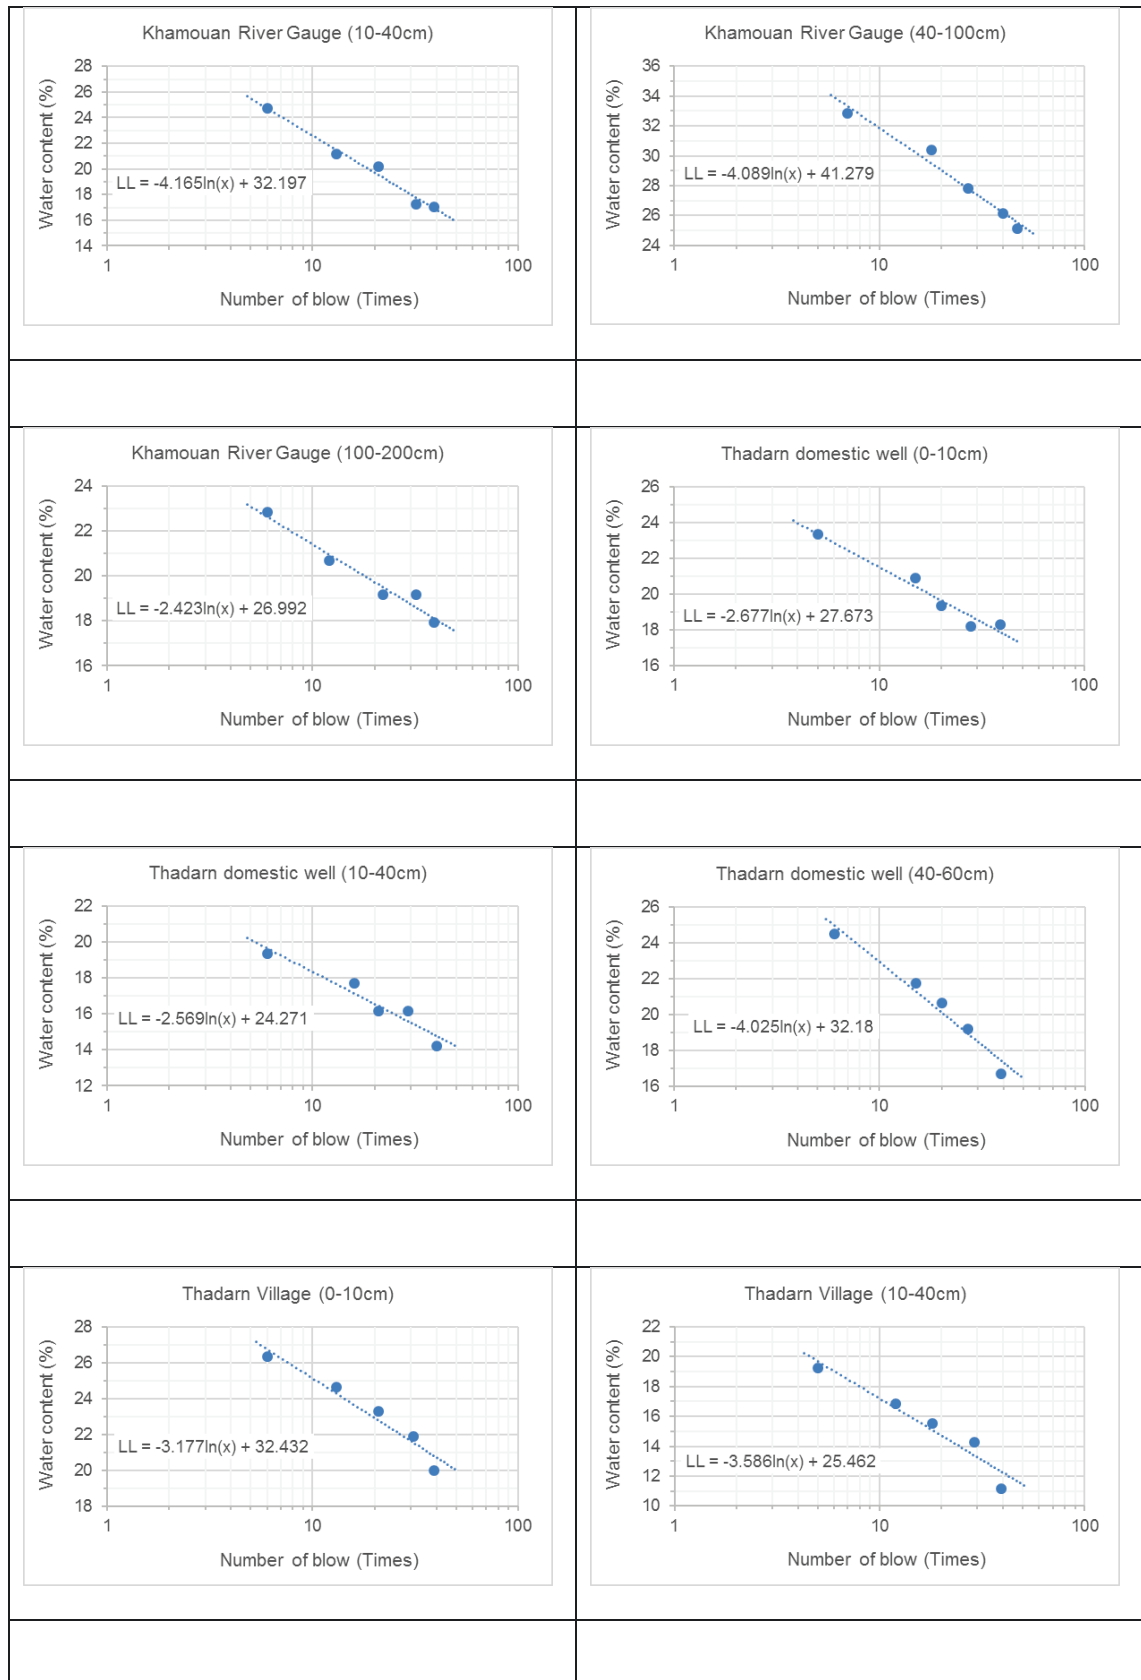 Khamouan River Gauge (10-40cm)
Water content (%)
28
26
24
22
20
18
16
14
LL = -4.165ln(x) + 32.197
1
10
100
Number of blow (Times)
Khamouan River Gauge (40-100cm)
Water content (%)
36
34
32
30
28
26
24
LL = -4.089ln(x) + 41.279
1
10
100
Number of blow (Times)
Khamouan River Gauge (100-200cm)
Water content (%)
24
22
20
18
16
LL = -2.423ln(x) + 26.992
1
10
100
Number of blow (Times)
Thadarn domestic well (0-10cm)
Water content (%)
26
24
22
20
18
16
LL = -2.677ln(x) + 27.673
1
10
100
Number of blow (Times)
Thadarn domestic well (10-40cm)
Water content (%)
22
20
18
16
14
12
LL = -2.569ln(x) + 24.271
1
10
100
Number of blow (Times)
Thadarn domestic well (40-60cm)
Water content (%)
26
24
22
20
18
16
LL = -4.025ln(x) + 32.18
1
10
100
Number of blow (Times)
Thadarn Village (0-10cm)
Water content (%)
28
26
24
22
20
18
LL = -3.177ln(x) + 32.432
1
10
100
Number of blow (Times)
Thadarn Village (10-40cm)
Water content (%)
22
20
18
16
14
12
10
LL = -3.586ln(x) + 25.462
1
10
100
Number of blow (Times)